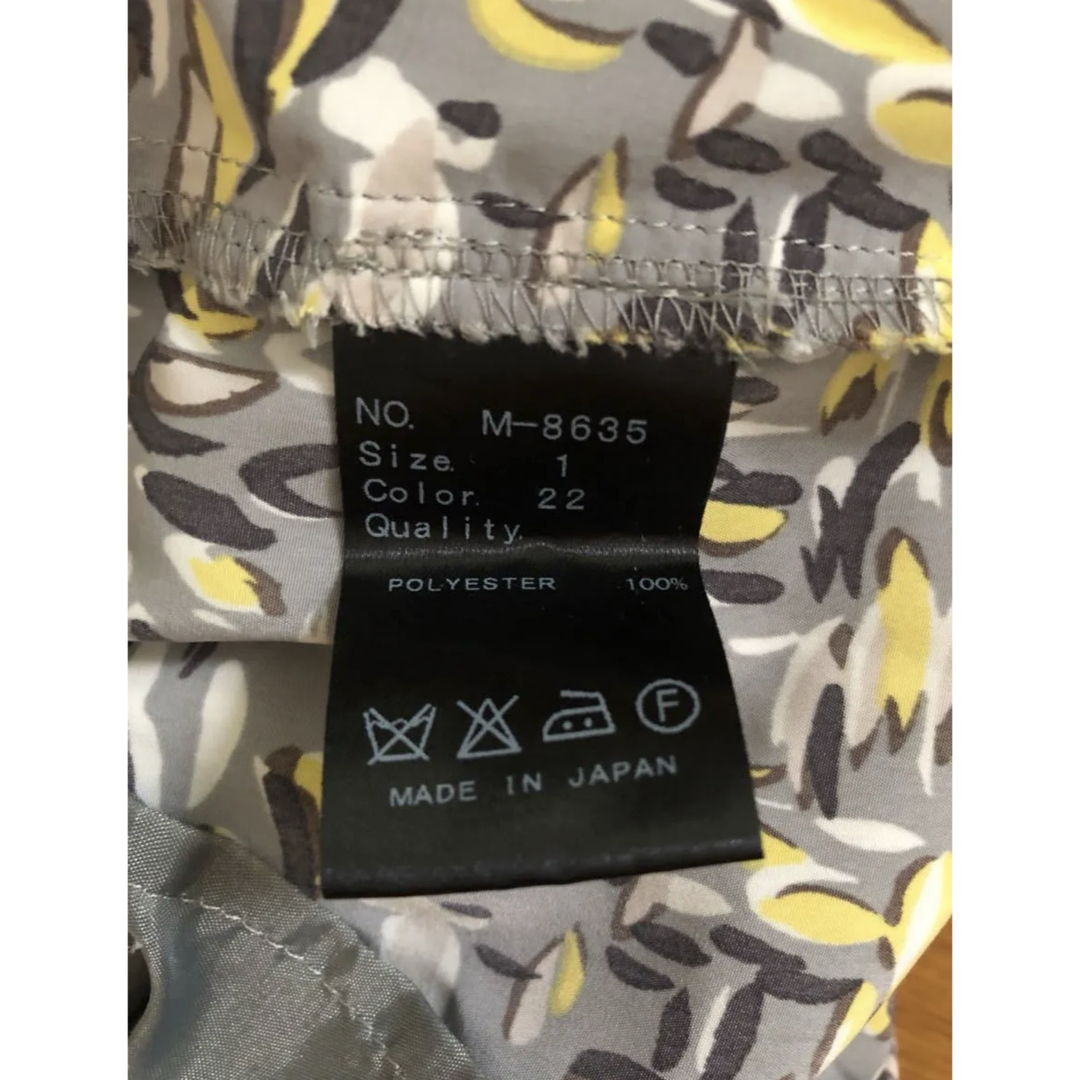 NO. M-8635
Size. 1
Color. 22
Quality.
POLYESTER 100%
F
MADE IN JAPAN